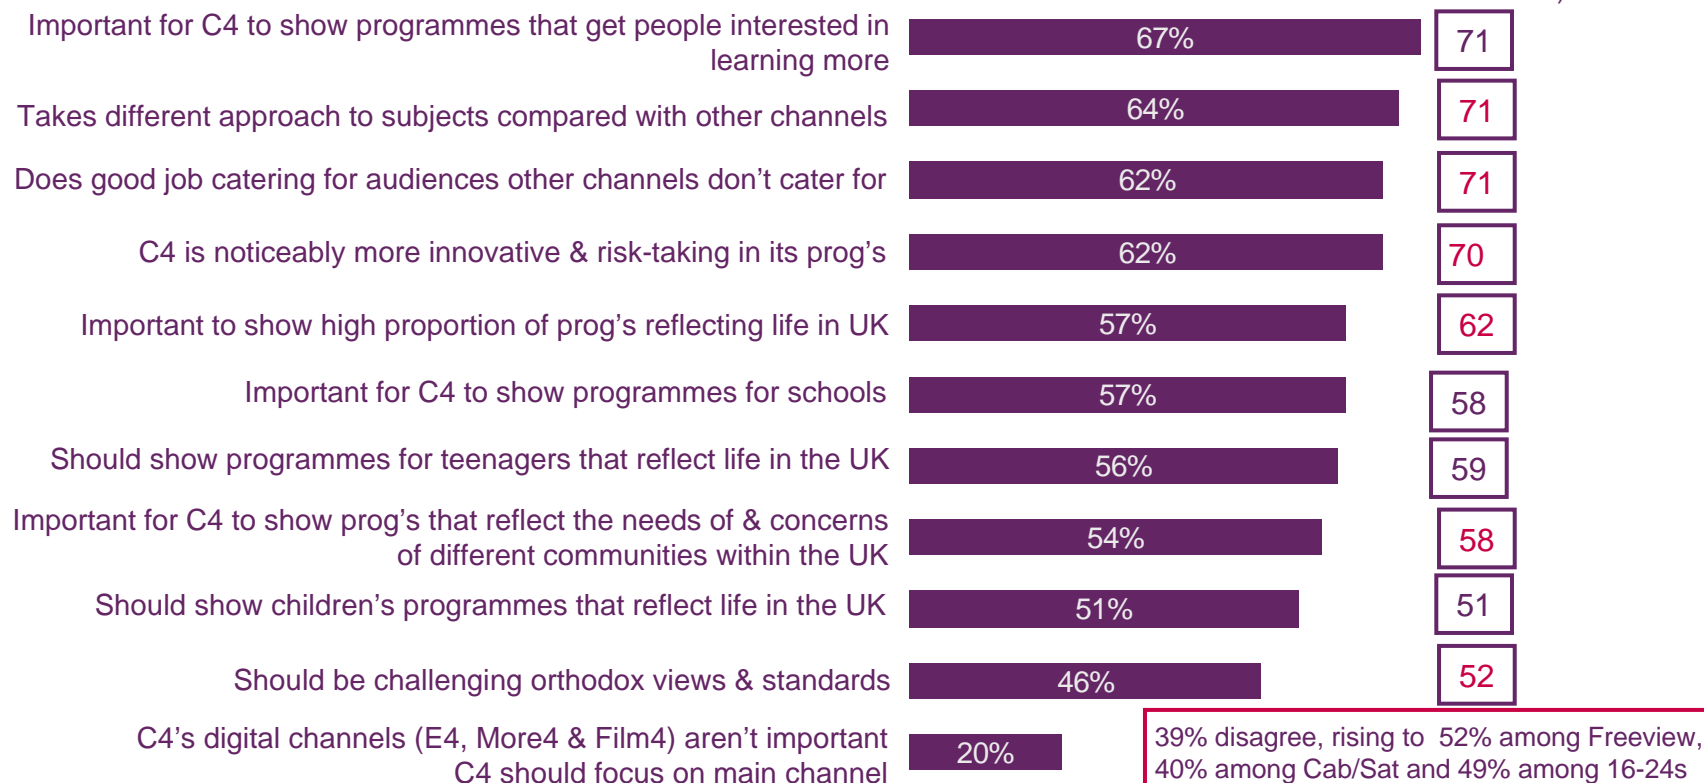 Important for C4 to show programmes that get people interested in
learning more
67%
71
Takes different approach to subjects compared with other channels
64%
71
Does good job catering for audiences other channels don't cater for
62%
71
C4 is noticeably more innovative & risk-taking in its prog's
62%
70
Important to show high proportion of prog's reflecting life in UK
57%
62
Important for C4 to show programmes for schools
57%
58
Should show programmes for teenagers that reflect life in the UK
56%
59
Important for C4 to show prog's that reflect the needs of & concerns
of different communities within the UK
54%
58
Should show children's programmes that reflect life in the UK
51%
51
Should be challenging orthodox views & standards
46%
52
C4's digital channels (E4, More4 & Film4) aren't important
C4 should focus on main channel
20%
39% disagree, rising to 52% among Freeview,
40% among Cab/Sat and 49% among 16-24s